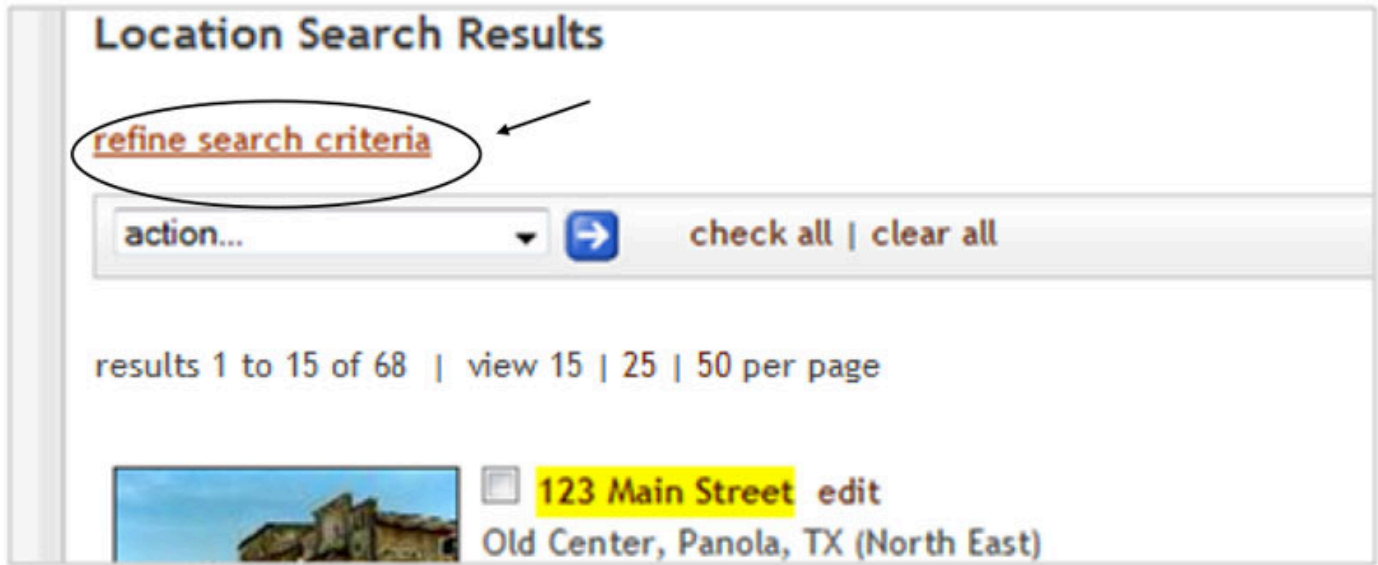 Location Search Results
refine search criteria
action... check all | clear all
results 1 to 15 of 68 | view 15 | 25 | 50 per page
123 Main Street edit
Old Center, Panola, TX (North East)